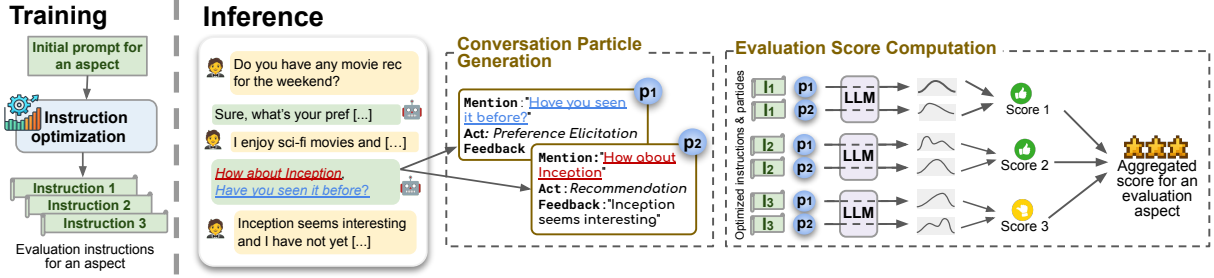 Training
Initial prompt for
an aspect
Instruction
optimization
Instruction 1
Instruction 2
Instruction 3
Evaluation instructions
for an aspect
Inference
Do you have any movie rec
for the weekend?
Sure, what's your pref [...]
I enjoy sci-fi movies and [...]
How about Inception.
Have you seen it before?
Inception seems interesting
and I have not yet [...]
Conversation Particle
Generation
p1
Mention:"Have you seen
it before?"
Act: Preference Elicitation
Feedback
p2
Mention:"How about
Inception"
Act:Recommendation
Feedback:"Inception
seems interesting"
Evaluation Score Computation
Optimized instructions & particles
I1 p1
I1 p2
LLM
Score 1
I2 p1
I2 p2
LLM
Score 2
I3 p1
I3 p2
LLM
Score 3
Aggregated
score for an
evaluation
aspect